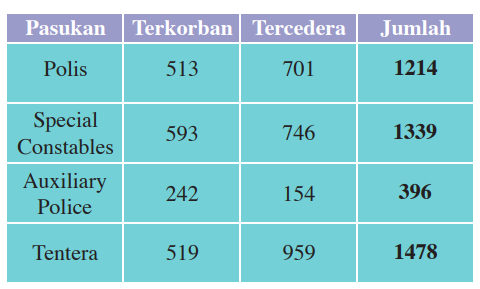 Pasukan Terkorban Tercedera Jumlah
Polis 513 701 1214
Special
Constables 593 746 1339
Auxiliary
Police 242 154 396
Tentera 519 959 1478